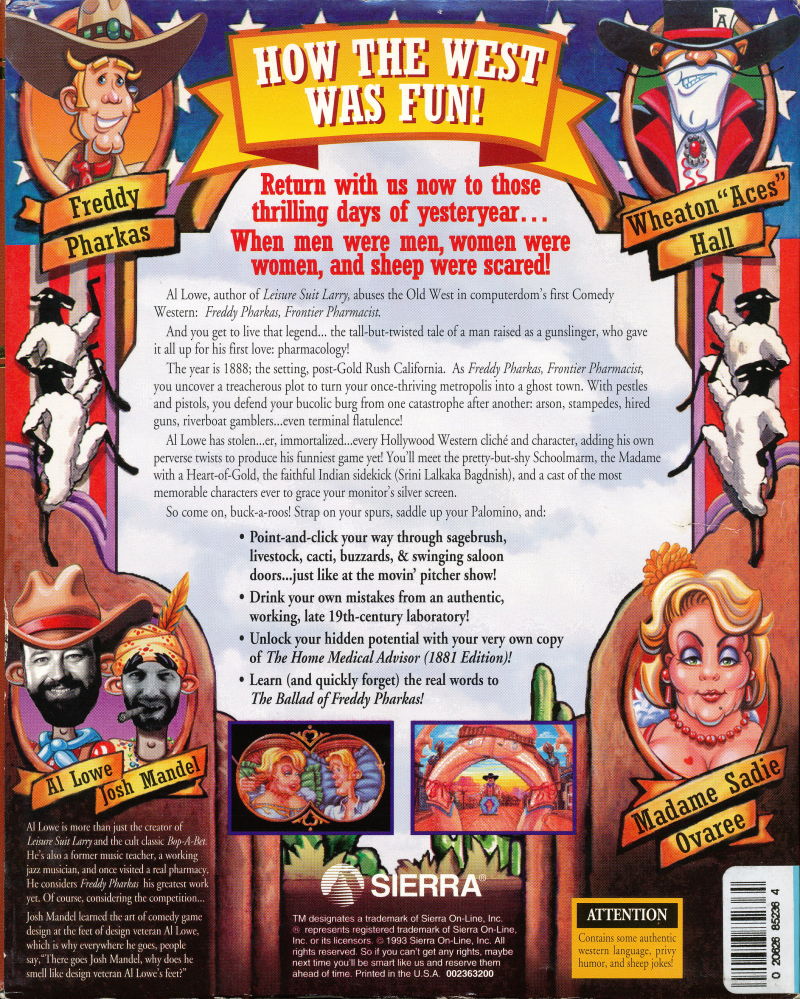 HOW THE WEST
WAS FUN!
A
Freddy
Pharkas
Wheaton "Aces"
Hall
Return with us now to those
thrilling days of yesteryear...
When men were men, women were
women, and sheep were scared!
Al Lowe, author of Leisure Suit Larry, abuses the Old West in computerdom's first Comedy
Western: Freddy Pharkas, Frontier Pharmacist.
And you get to live that legend... the tall-but-twisted tale of a man raised as a gunslinger, who gave
it all up for his first love: pharmacology!
The year is 1888; the setting, post-Gold Rush California. As Freddy Pharkas, Frontier Pharmacist,
you uncover a treacherous plot to turn your once-thriving metropolis into a ghost town. With pestles
and pistols, you defend your bucolic burg from one catastrophe after another: arson, stampedes, hired
guns, riverboat gamblers...even terminal flatulence!
Al Lowe has stolen...er, immortalized...every Hollywood Western cliché and character, adding his own
perverse twists to produce his funniest game yet! You'll meet the pretty-but-shy Schoolmarm, the Madame
with a Heart-of-Gold, the faithful Indian sidekick (Srini Lalkaka Bagdnish), and a cast of the most
memorable characters ever to grace your monitor's silver screen.
So come on, buck-a-roos! Strap on your spurs, saddle up your Palomino, and:
• Point-and-click your way through sagebrush,
livestock, cacti, buzzards, & swinging saloon
doors...just like at the movin' pitcher show!
• Drink your own mistakes from an authentic,
working, late 19th-century laboratory!
• Unlock your hidden potential with your very own copy
of The Home Medical Advisor (1881 Edition)!
• Learn (and quickly forget) the real words to
The Ballad of Freddy Pharkas!
Al Lowe
Josh Mandel
Madame Sadie
Ovaree
Al Lowe is more than just the creator of
Leisure Suit Larry and the cult classic Bop-A-Bet.
He's also a former music teacher, a working
jazz musician, and once visited a real pharmacy.
He considers Freddy Pharkas his greatest work
yet. Of course, considering the competition...
Josh Mandel learned the art of comedy game
design at the feet of design veteran Al Lowe,
which is why everywhere he goes, people
say,"There goes Josh Mandel, why does he
smell like design veteran Al Lowe's feet?"
SIERRA®
TM designates a trademark of Sierra On-Line, Inc.
® represents registered trademark of Sierra On-Line,
Inc. or its licensors. © 1993 Sierra On-Line, Inc. All
rights reserved. So if you can't get any rights, maybe
next time you'll be smart like us and reserve them
ahead of time. Printed in the U.S.A. 002363200
ATTENTION
Contains some authentic
western language, privy
humor, and sheep jokes!
0 20626 85236 4